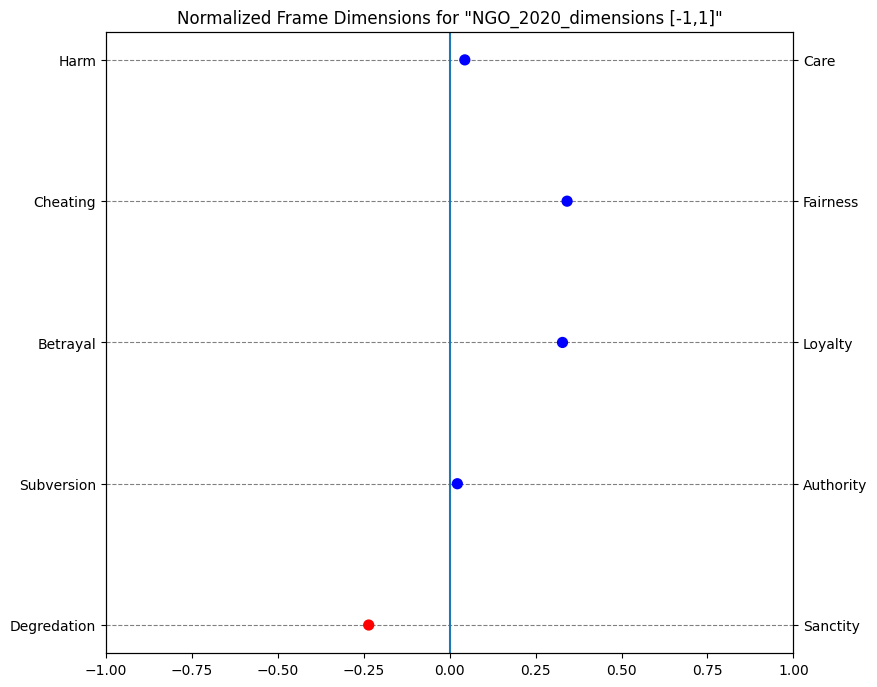 Normalized Frame Dimensions for "NGO_2020_dimensions [-1,1]"
Harm Care
Cheating Fairness
Betrayal Loyalty
Subversion Authority
Degredation Sanctity
−1.00 −0.75 −0.50 −0.25 0.00 0.25 0.50 0.75 1.00